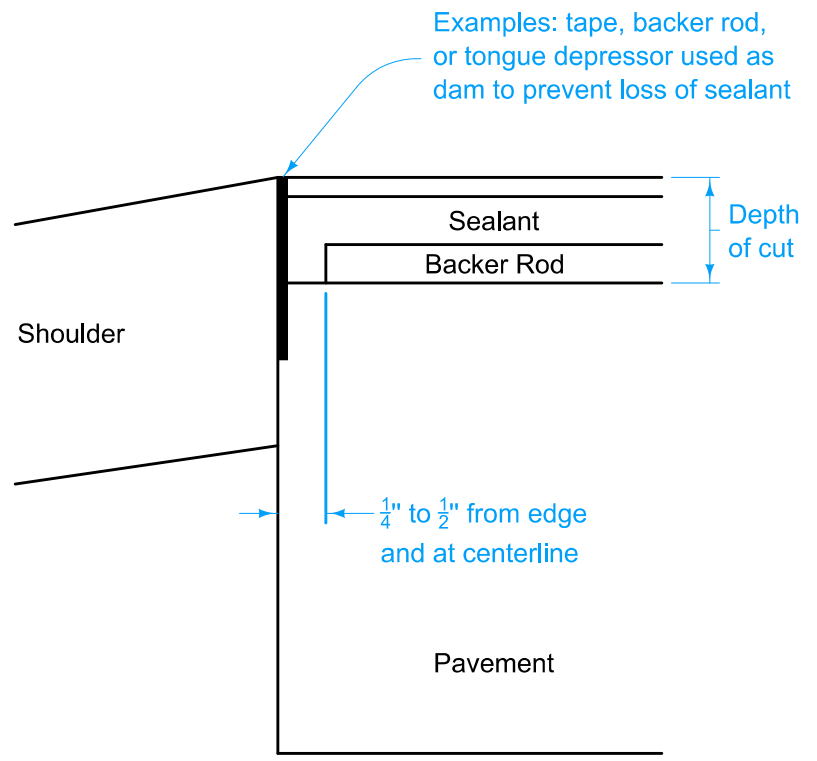 Examples: tape, backer rod,
or tongue depressor used as
dam to prevent loss of sealant
Sealant
Depth
of cut
Backer Rod
Shoulder
1/4" to 1/2" from edge
and at centerline
Pavement